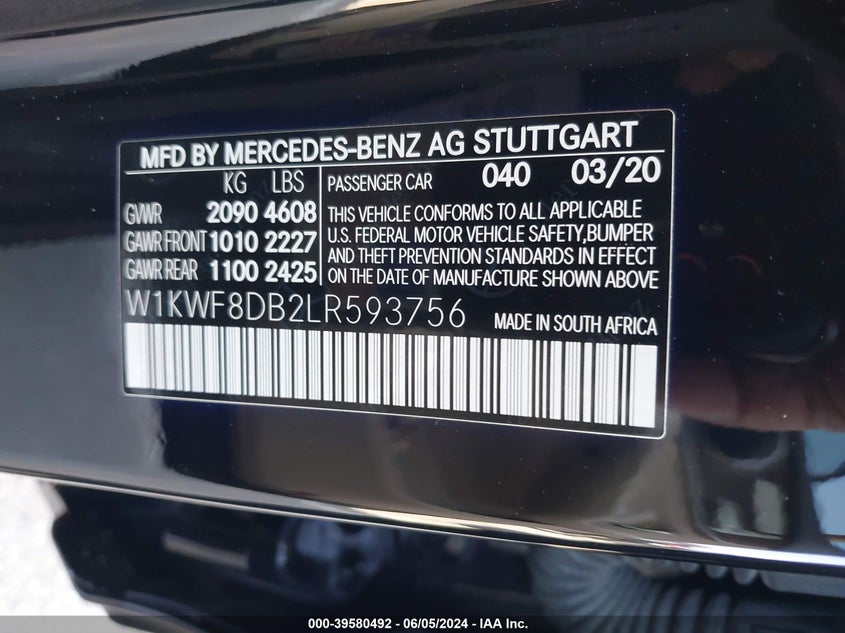 MFD BY MERCEDES-BENZ AG STUTTGART
KG LBS
GVWR 2090 4608
GAWR FRONT 1010 2227
GAWR REAR 1100 2425
PASSENGER CAR 040 03/20
THIS VEHICLE CONFORMS TO ALL APPLICABLE
U.S. FEDERAL MOTOR VEHICLE SAFETY,BUMPER
AND THEFT PREVENTION STANDARDS IN EFFECT
ON THE DATE OF MANUFACTURE SHOWN ABOVE
W1KWF8DB2LR593756
MADE IN SOUTH AFRICA
000-39580492 - 06/05/2024 - IAA Inc.